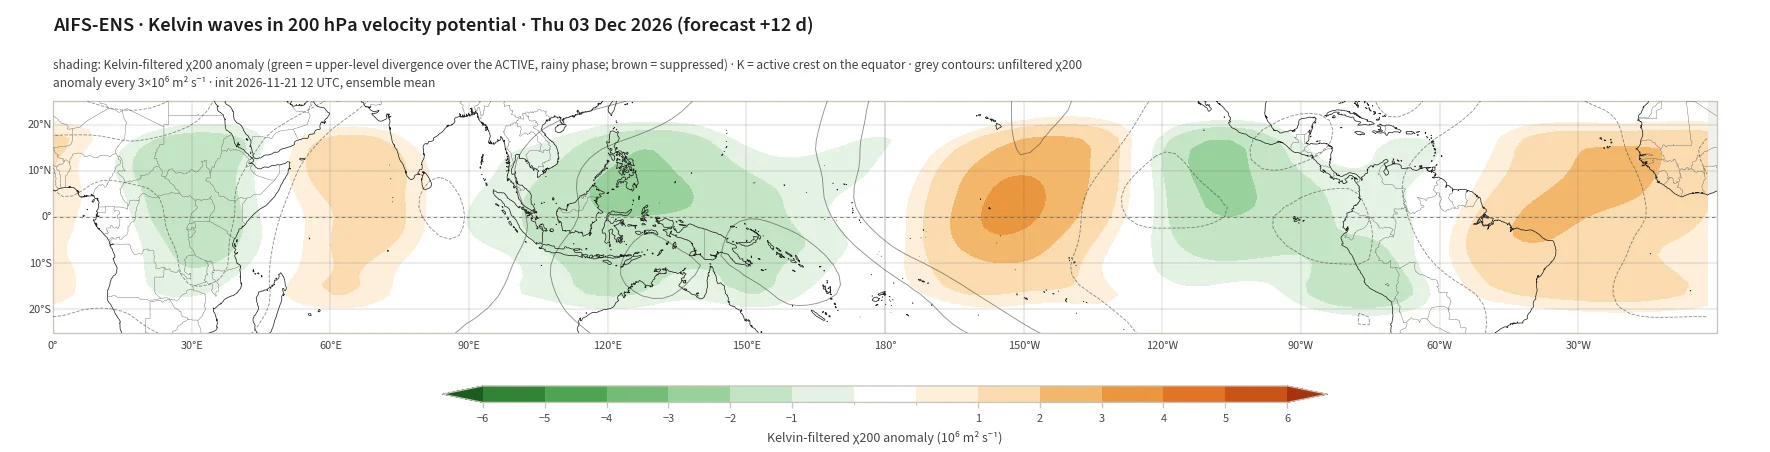 AIFS-ENS · Kelvin waves in 200 hPa velocity potential · Thu 03 Dec 2026 (forecast +12 d)
shading: Kelvin-filtered χ200 anomaly (green = upper-level divergence over the ACTIVE, rainy phase; brown = suppressed) · K = active crest on the equator · grey contours: unfiltered χ200
anomaly every 3×10⁶ m² s⁻¹ · init 2026-11-21 12 UTC, ensemble mean
20°N
10°N
0°
10°S
20°S
0° 30°E 60°E 90°E 120°E 150°E 180° 150°W 120°W 90°W 60°W 30°W
−6 −5 −4 −3 −2 −1 1 2 3 4 5 6
Kelvin-filtered χ200 anomaly (10⁶ m² s⁻¹)